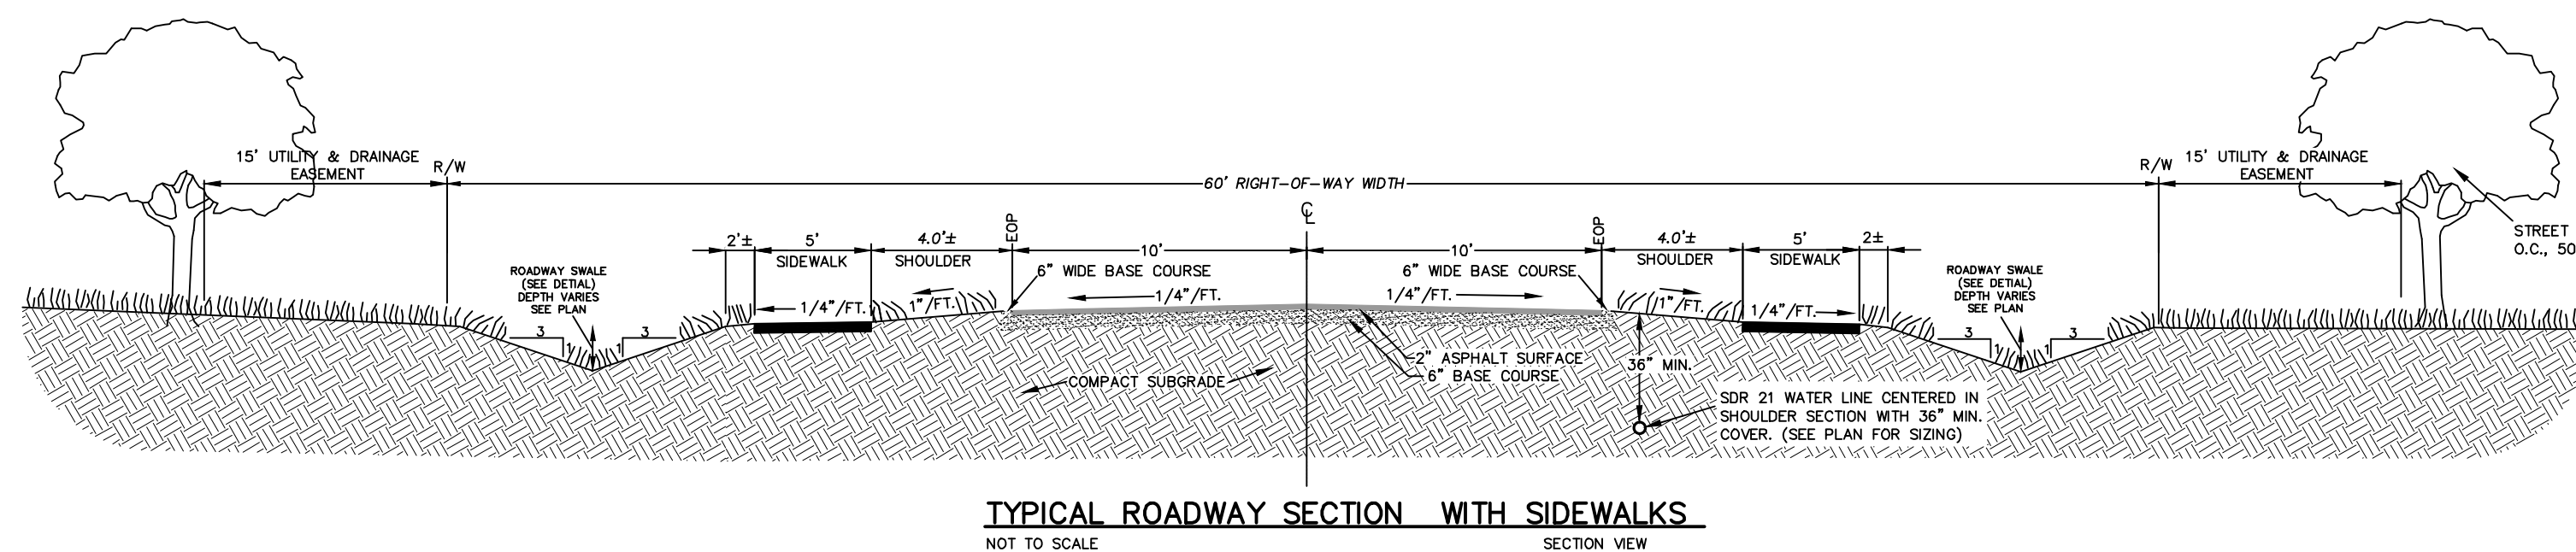 15' UTILITY & DRAINAGE
EASEMENT
R/W
60' RIGHT-OF-WAY WIDTH
R/W
15' UTILITY & DRAINAGE
EASEMENT
STREET
O.C., 50
2'±
5'
SIDEWALK
4.0'±
SHOULDER
EOP
10'
℄
10'
EOP
4.0'±
SHOULDER
5'
SIDEWALK
2±
ROADWAY SWALE
(SEE DETIAL)
DEPTH VARIES
SEE PLAN
6" WIDE BASE COURSE
6" WIDE BASE COURSE
ROADWAY SWALE
(SEE DETIAL)
DEPTH VARIES
SEE PLAN
1/4"/FT.
1"/FT.
1/4"/FT.
1/4"/FT.
1"/FT.
1/4"/FT.
3
1
1
3
3
1
1
3
COMPACT SUBGRADE
2" ASPHALT SURFACE
6" BASE COURSE
36" MIN.
SDR 21 WATER LINE CENTERED IN
SHOULDER SECTION WITH 36" MIN.
COVER. (SEE PLAN FOR SIZING)
TYPICAL ROADWAY SECTION WITH SIDEWALKS
NOT TO SCALE
SECTION VIEW